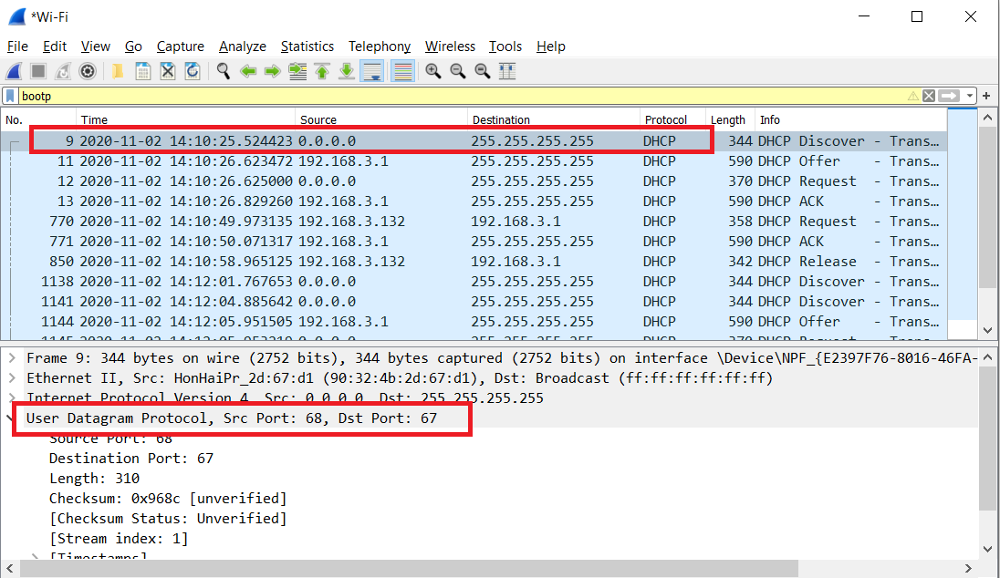 *Wi-Fi
File Edit View Go Capture Analyze Statistics Telephony Wireless Tools Help
bootp
No. Time Source Destination Protocol Length Info
9 2020-11-02 14:10:25.524423 0.0.0.0 255.255.255.255 DHCP 344 DHCP Discover - Trans…
11 2020-11-02 14:10:26.623472 192.168.3.1 255.255.255.255 DHCP 590 DHCP Offer - Trans…
12 2020-11-02 14:10:26.625000 0.0.0.0 255.255.255.255 DHCP 370 DHCP Request - Trans…
13 2020-11-02 14:10:26.829260 192.168.3.1 255.255.255.255 DHCP 590 DHCP ACK - Trans…
770 2020-11-02 14:10:49.973135 192.168.3.132 192.168.3.1 DHCP 358 DHCP Request - Trans…
771 2020-11-02 14:10:50.071317 192.168.3.1 255.255.255.255 DHCP 590 DHCP ACK - Trans…
850 2020-11-02 14:10:58.965125 192.168.3.132 192.168.3.1 DHCP 342 DHCP Release - Trans…
1138 2020-11-02 14:12:01.767653 0.0.0.0 255.255.255.255 DHCP 344 DHCP Discover - Trans…
1141 2020-11-02 14:12:04.885642 0.0.0.0 255.255.255.255 DHCP 344 DHCP Discover - Trans…
1144 2020-11-02 14:12:05.951505 192.168.3.1 255.255.255.255 DHCP 590 DHCP Offer - Trans…
Frame 9: 344 bytes on wire (2752 bits), 344 bytes captured (2752 bits) on interface \Device\NPF_{E2397F76-8016-46FA-
Ethernet II, Src: HonHaiPr_2d:67:d1 (90:32:4b:2d:67:d1), Dst: Broadcast (ff:ff:ff:ff:ff:ff)
Internet Protocol Version 4, Src: 0.0.0.0, Dst: 255.255.255.255
User Datagram Protocol, Src Port: 68, Dst Port: 67
Source Port: 68
Destination Port: 67
Length: 310
Checksum: 0x968c [unverified]
[Checksum Status: Unverified]
[Stream index: 1]
[Timestamps]